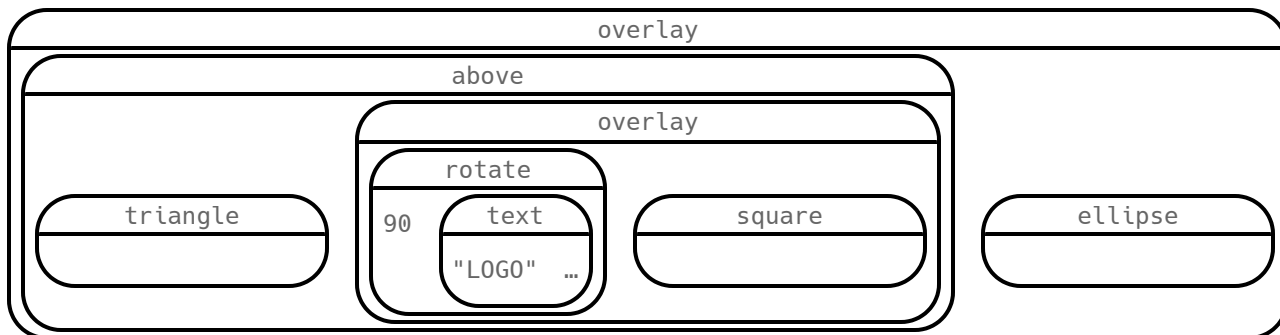 overlay
above
overlay
rotate
triangle
90
text
square
ellipse
"LOGO" …